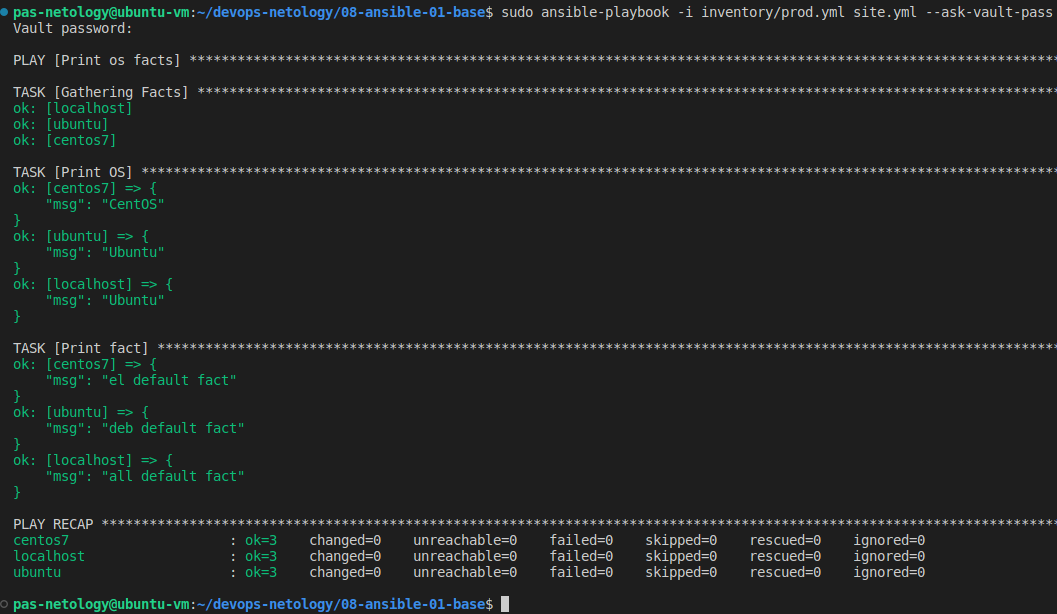 pas-netology@ubuntu-vm:~/devops-netology/08-ansible-01-base$ sudo ansible-playbook -i inventory/prod.yml site.yml --ask-vault-pass
Vault password:
PLAY [Print os facts] ************************************************************************************************************
TASK [Gathering Facts] ***********************************************************************************************************
ok: [localhost]
ok: [ubuntu]
ok: [centos7]
TASK [Print OS] ******************************************************************************************************************
ok: [centos7] => {
    "msg": "CentOS"
}
ok: [ubuntu] => {
    "msg": "Ubuntu"
}
ok: [localhost] => {
    "msg": "Ubuntu"
}
TASK [Print fact] ****************************************************************************************************************
ok: [centos7] => {
    "msg": "el default fact"
}
ok: [ubuntu] => {
    "msg": "deb default fact"
}
ok: [localhost] => {
    "msg": "all default fact"
}
PLAY RECAP ***********************************************************************************************************************
centos7                    : ok=3    changed=0    unreachable=0    failed=0    skipped=0    rescued=0    ignored=0
localhost                  : ok=3    changed=0    unreachable=0    failed=0    skipped=0    rescued=0    ignored=0
ubuntu                     : ok=3    changed=0    unreachable=0    failed=0    skipped=0    rescued=0    ignored=0
pas-netology@ubuntu-vm:~/devops-netology/08-ansible-01-base$